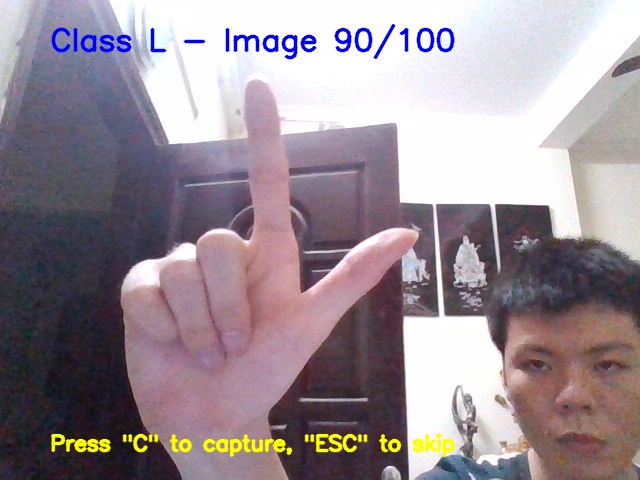 Class L - Image 90/100
Press "C" to capture, "ESC" to skip